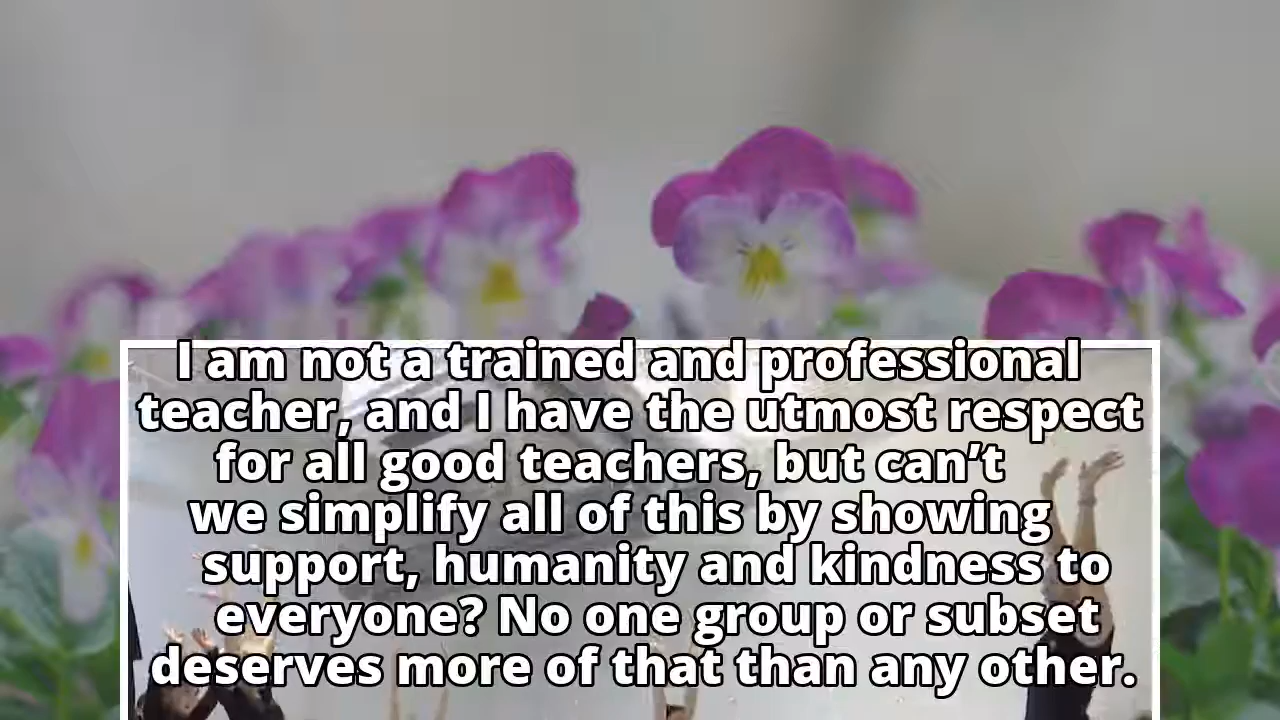 I am not a trained and professional
teacher, and I have the utmost respect
for all good teachers, but can’t
we simplify all of this by showing
support, humanity and kindness to
everyone? No one group or subset
deserves more of that than any other.